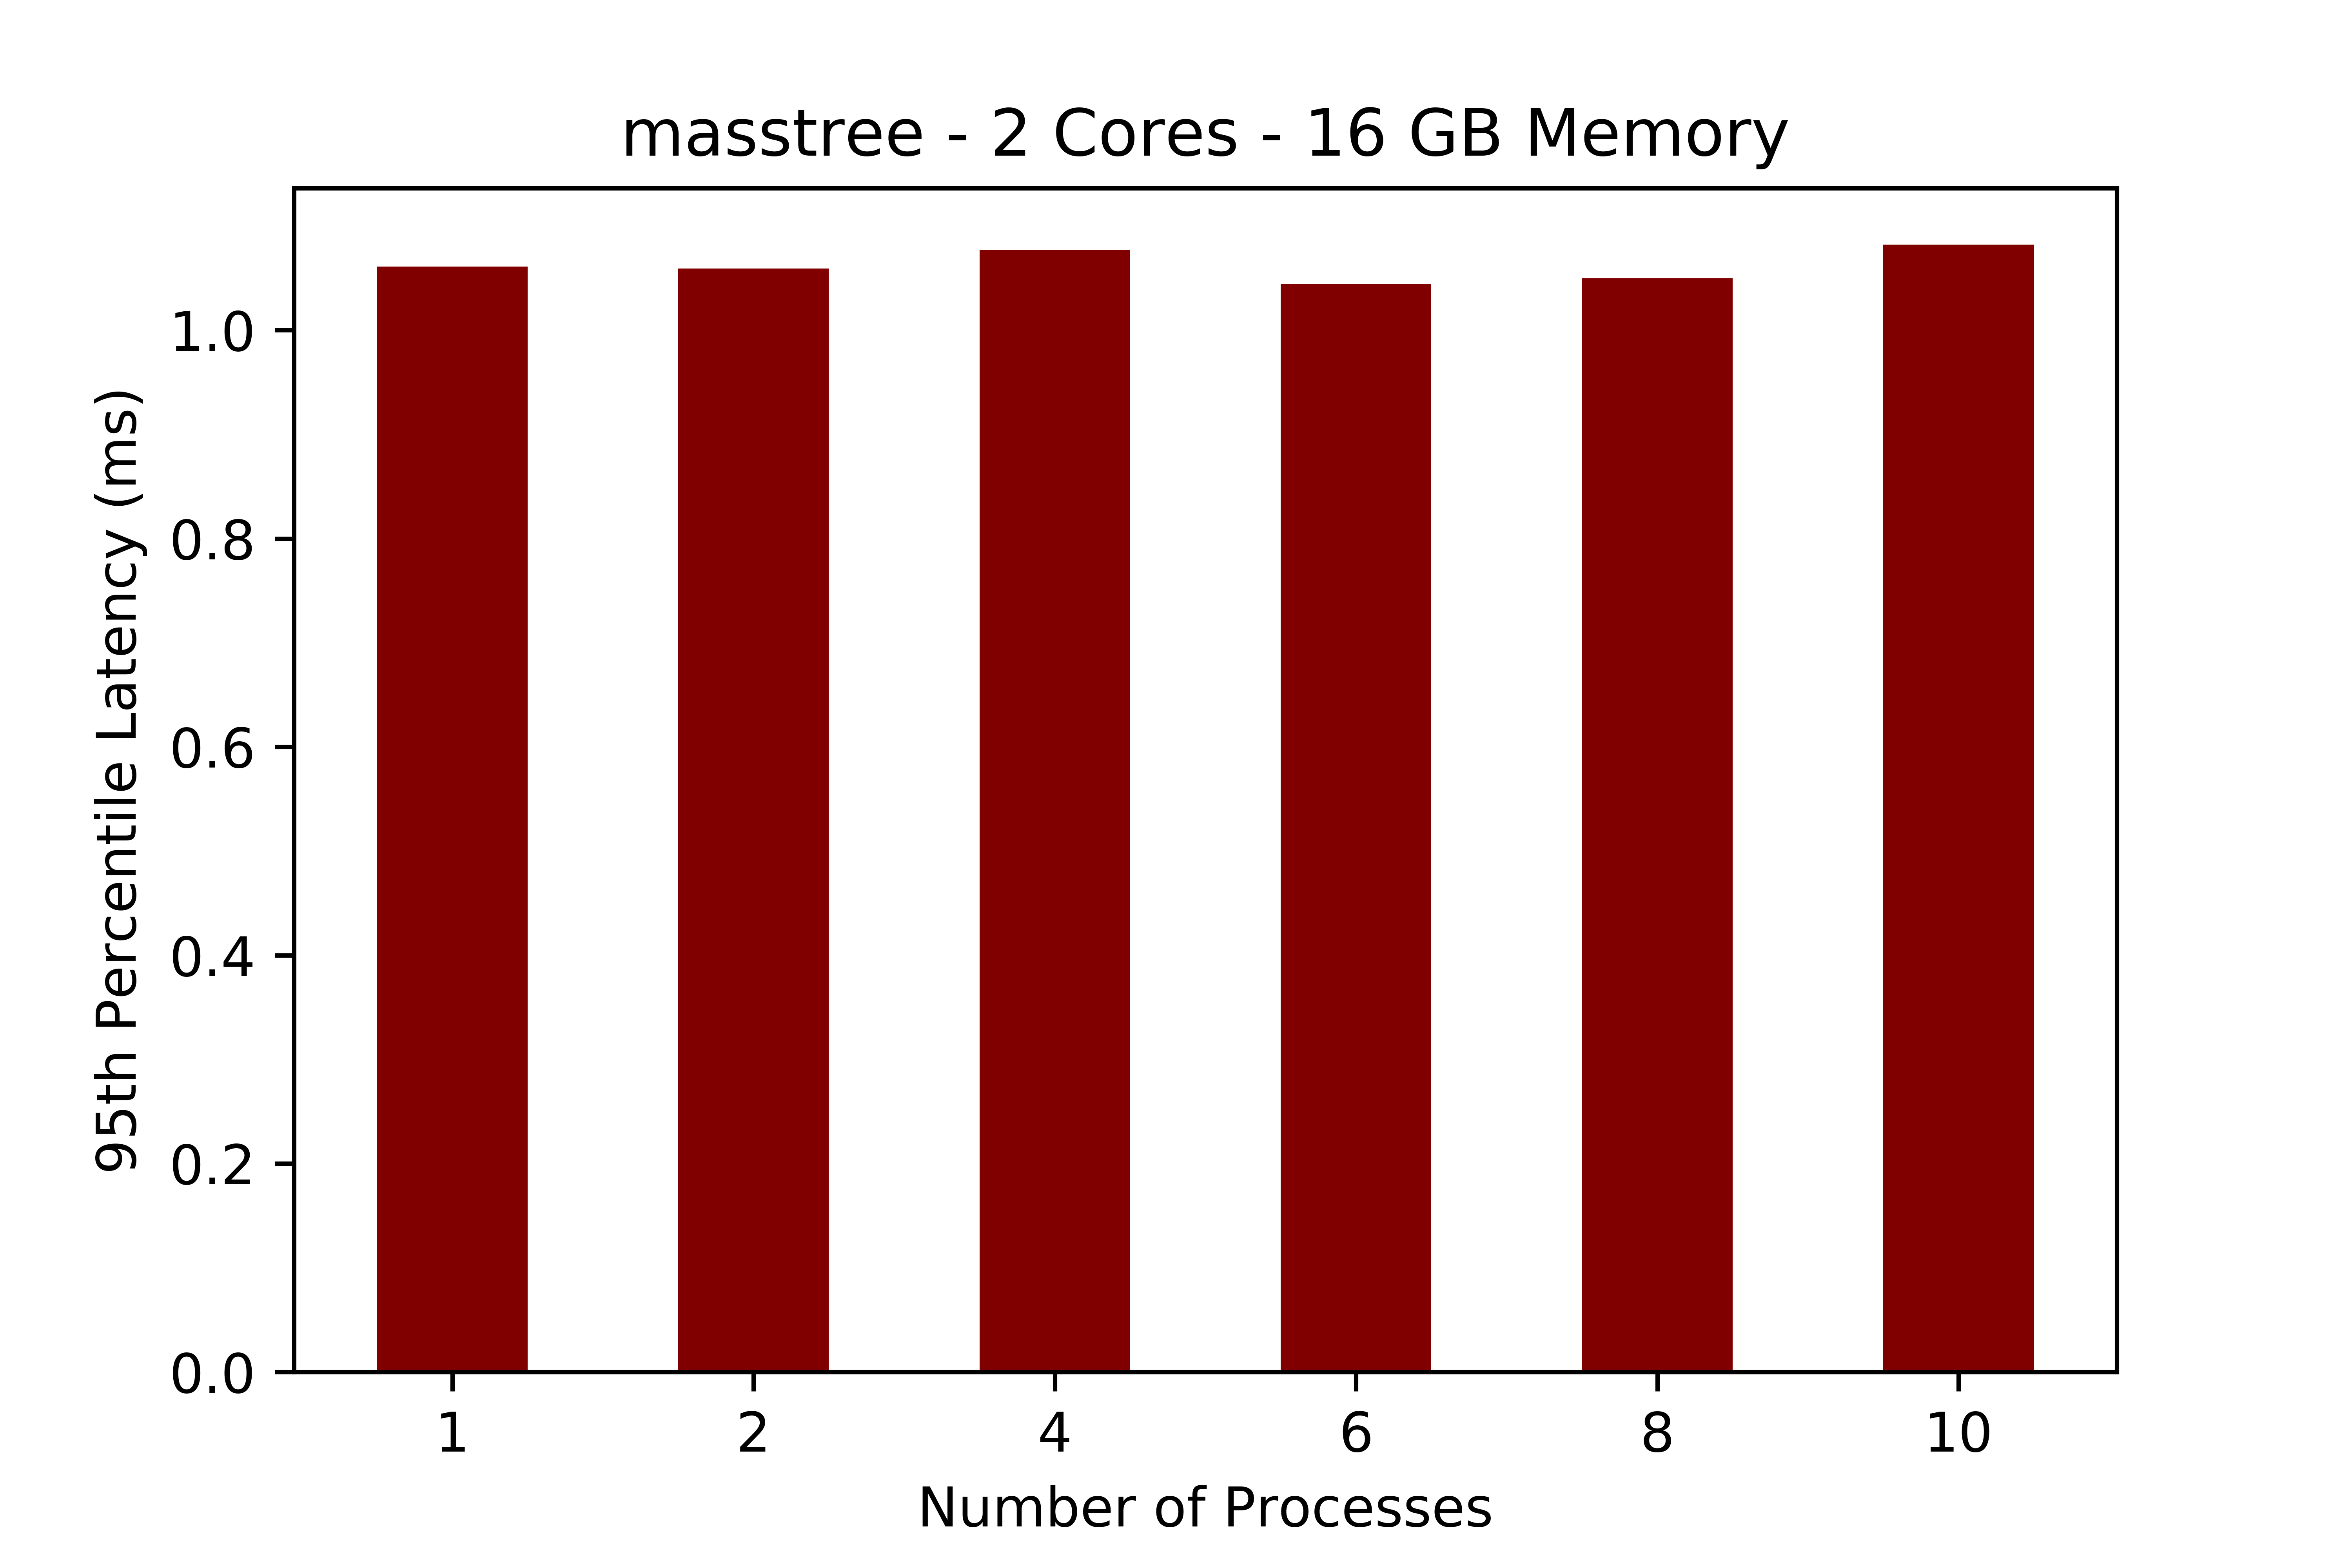 masstree - 2 Cores - 16 GB Memory
95th Percentile Latency (ms)
1.0
0.8
0.6
0.4
0.2
0.0
1 2 4 6 8 10
Number of Processes